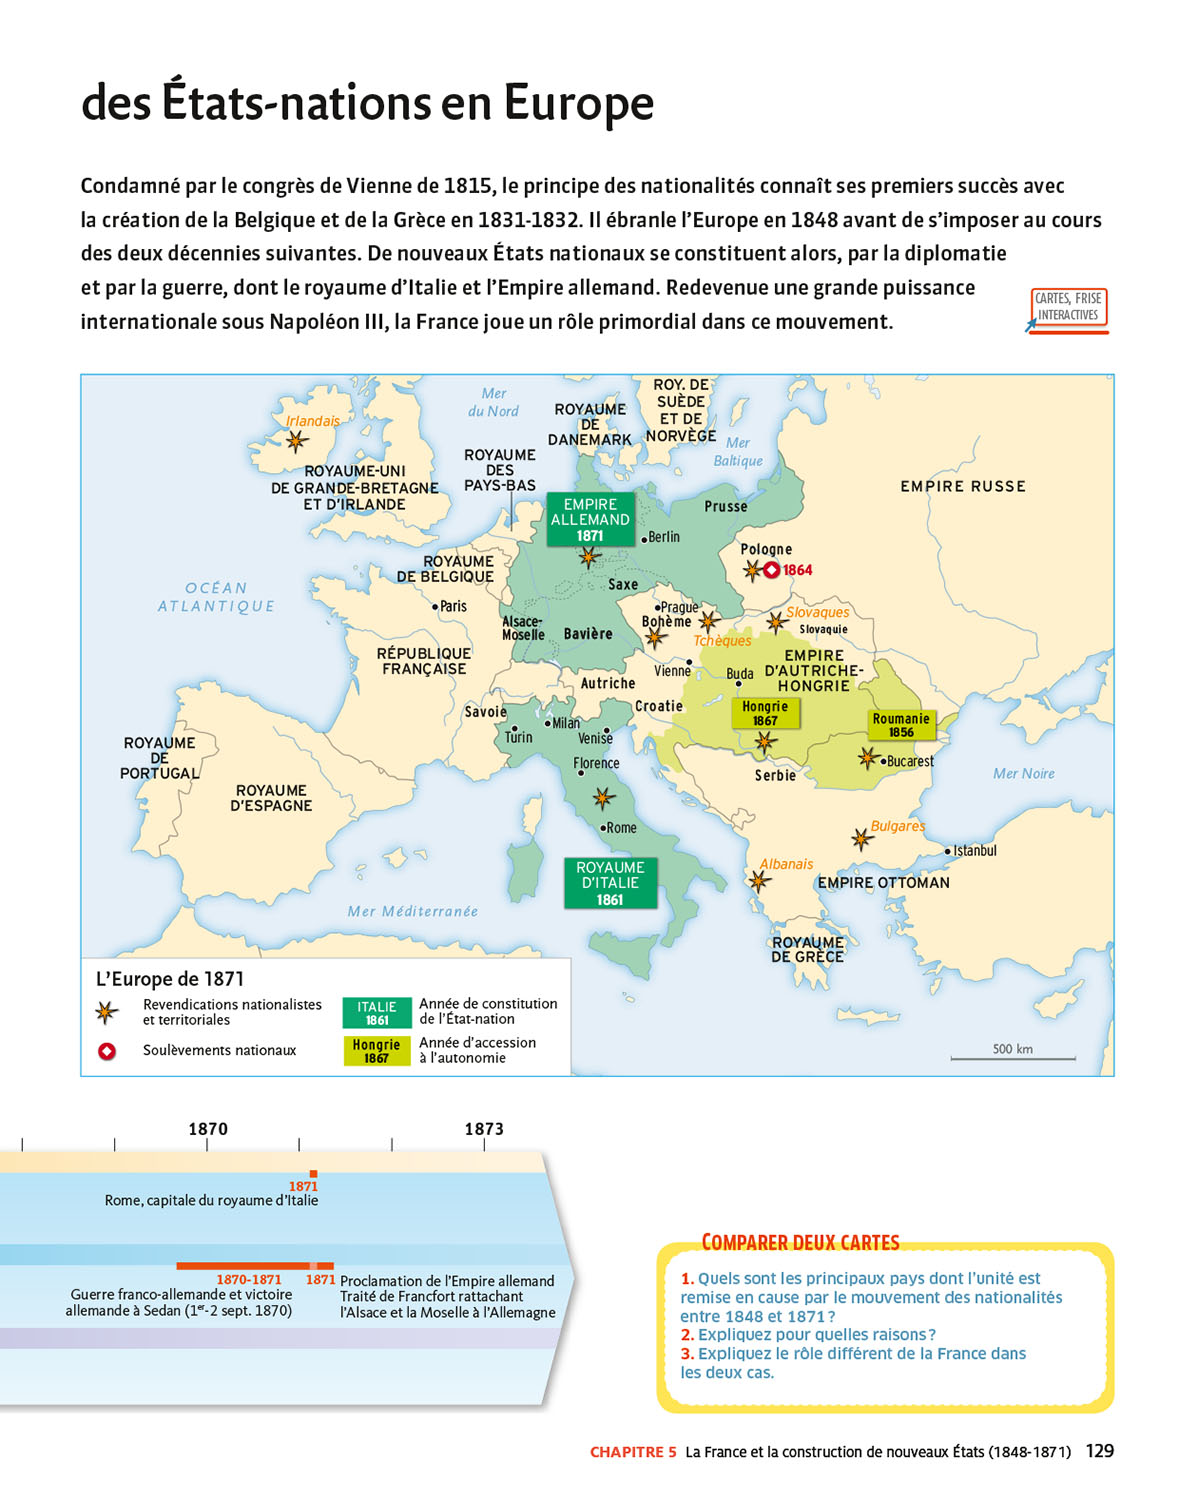 des États-nations en Europe
Condamné par le congrès de Vienne de 1815, le principe des nationalités connaît ses premiers succès avec
la création de la Belgique et de la Grèce en 1831-1832. Il ébranle l'Europe en 1848 avant de s'imposer au cours
des deux décennies suivantes. De nouveaux États nationaux se constituent alors, par la diplomatie
et par la guerre, dont le royaume d'Italie et l'Empire allemand. Redevenue une grande puissance
internationale sous Napoléon III, la France joue un rôle primordial dans ce mouvement.
CARTES, FRISE
INTERACTIVES
Irlandais
ROYAUME-UNI
DE GRANDE-BRETAGNE
ET D'IRLANDE
Mer
du Nord
ROYAUME
DES
PAYS-BAS
ROYAUME
DE
DANEMARK
ROY. DE
SUÈDE
ET DE
NORVÈGE
Mer
Baltique
EMPIRE RUSSE
EMPIRE
ALLEMAND
1871
Prusse
Berlin
Pologne
1864
ROYAUME
DE BELGIQUE
OCÉAN
ATLANTIQUE
Paris
Saxe
Alsace-
Moselle
Bavière
Prague
Bohème
Tchèques
Slovaques
Slovaquie
RÉPUBLIQUE
FRANÇAISE
Vienne
Autriche
Buda
EMPIRE
D'AUTRICHE-
HONGRIE
Croatie
Hongrie
1867
Roumanie
1856
Savoie
Milan
Turin
Venise
Florence
Bucarest
Serbie
Mer Noire
ROYAUME
DE
PORTUGAL
ROYAUME
D'ESPAGNE
Rome
Bulgares
Istanbul
Albanais
EMPIRE OTTOMAN
ROYAUME
D'ITALIE
1861
Mer Méditerranée
ROYAUME
DE GRÈCE
L'Europe de 1871
Revendications nationalistes
et territoriales
Soulèvements nationaux
ITALIE
1861
Année de constitution
de l'État-nation
Hongrie
1867
Année d'accession
à l'autonomie
500 km
1870
1873
1871
Rome, capitale du royaume d'Italie
1870-1871
Guerre franco-allemande et victoire
allemande à Sedan (1er-2 sept. 1870)
1871 Proclamation de l'Empire allemand
Traité de Francfort rattachant
l'Alsace et la Moselle à l'Allemagne
COMPARER DEUX CARTES
1. Quels sont les principaux pays dont l'unité est
remise en cause par le mouvement des nationalités
entre 1848 et 1871 ?
2. Expliquez pour quelles raisons ?
3. Expliquez le rôle différent de la France dans
les deux cas.
CHAPITRE 5 La France et la construction de nouveaux États (1848-1871) 129